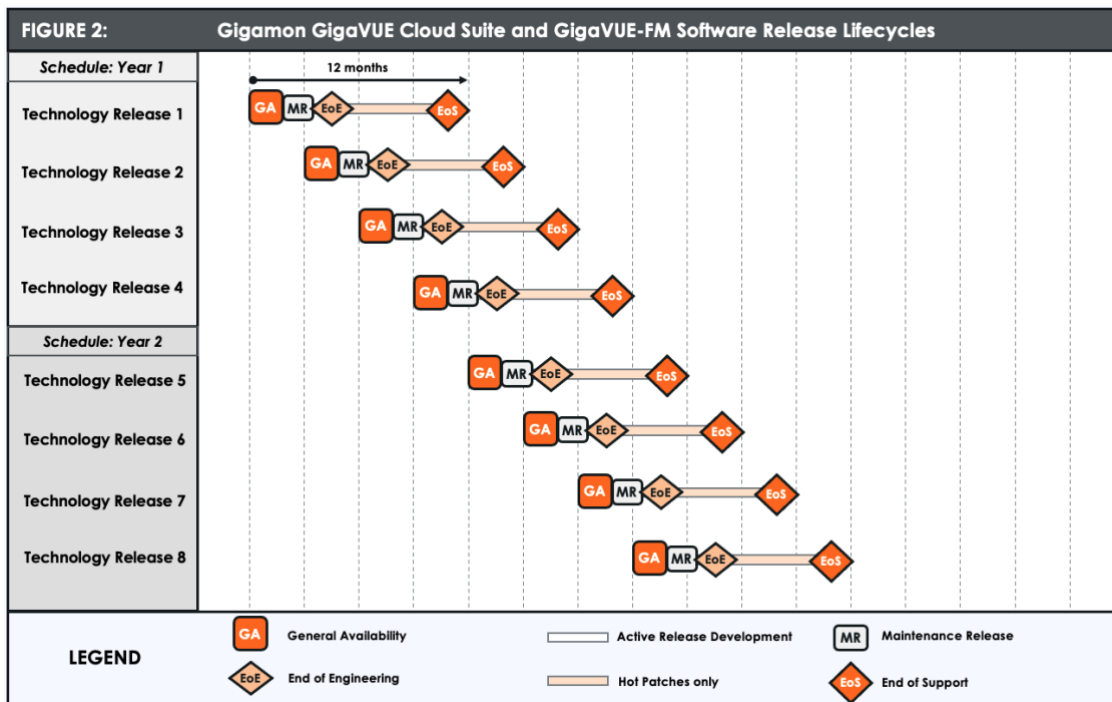 FIGURE 2: Gigamon GigaVUE Cloud Suite and GigaVUE-FM Software Release Lifecycles
Schedule: Year 1
12 months
Technology Release 1
GA MR EoE EoS
Technology Release 2
GA MR EoE EoS
Technology Release 3
GA MR EoE EoS
Technology Release 4
GA MR EoE EoS
Schedule: Year 2
Technology Release 5
GA MR EoE EoS
Technology Release 6
GA MR EoE EoS
Technology Release 7
GA MR EoE EoS
Technology Release 8
GA MR EoE EoS
LEGEND
GA General Availability
Active Release Development
MR Maintenance Release
EoE End of Engineering
Hot Patches only
EoS End of Support